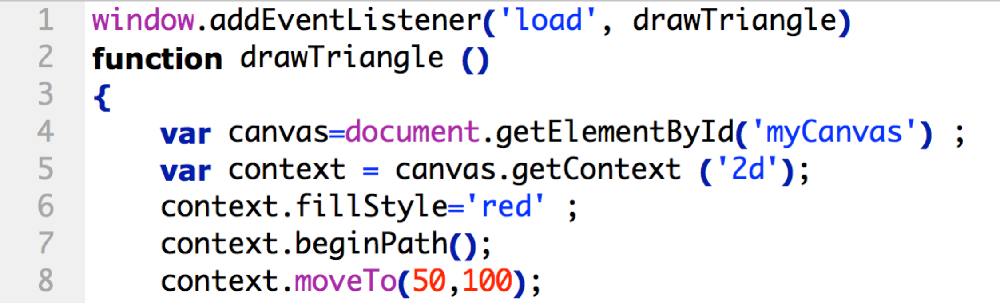 1 window.addEventListener('load', drawTriangle)
2 function drawTriangle ()
3 {
4 var canvas=document.getElementById('myCanvas') ;
5 var context = canvas.getContext ('2d');
6 context.fillStyle='red' ;
7 context.beginPath();
8 context.moveTo(50,100);